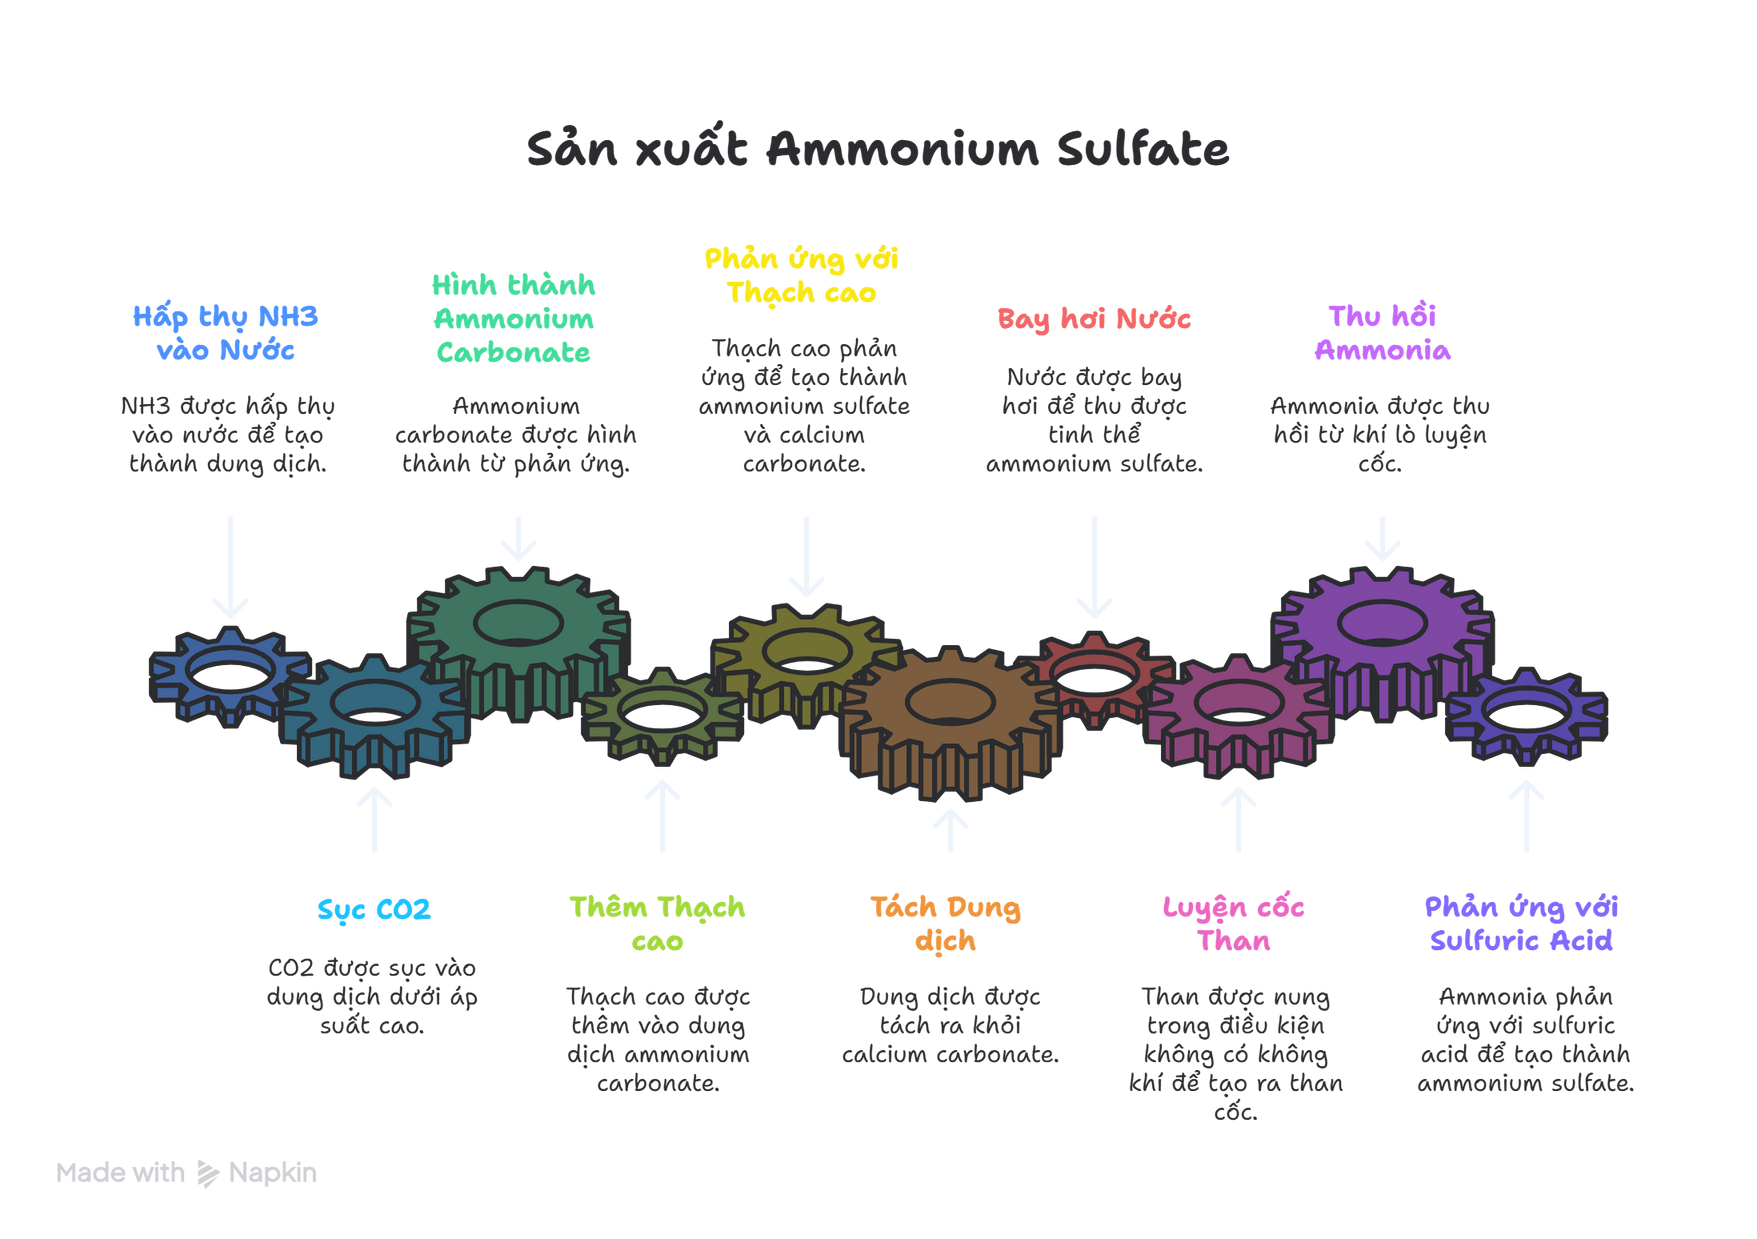 Sản xuất Ammonium Sulfate
Hấp thụ NH3
vào Nước
NH3 được hấp thụ
vào nước để tạo
thành dung dịch.
Hình thành
Ammonium
Carbonate
Ammonium
carbonate được hình
thành từ phản ứng.
Phản ứng với
Thạch cao
Thạch cao phản
ứng để tạo thành
ammonium sulfate
và calcium
carbonate.
Bay hơi Nước
Nước được bay
hơi để thu được
tinh thể
ammonium sulfate.
Thu hồi
Ammonia
Ammonia được thu
hồi từ khí lò luyện
cốc.
Sục CO2
CO2 được sục vào
dung dịch dưới áp
suất cao.
Thêm Thạch
cao
Thạch cao được
thêm vào dung
dịch ammonium
carbonate.
Tách Dung
dịch
Dung dịch được
tách ra khỏi
calcium carbonate.
Luyện cốc
Than
Than được nung
trong điều kiện
không có không
khí để tạo ra than
cốc.
Phản ứng với
Sulfuric Acid
Ammonia phản
ứng với sulfuric
acid để tạo thành
ammonium sulfate.
Made with Napkin